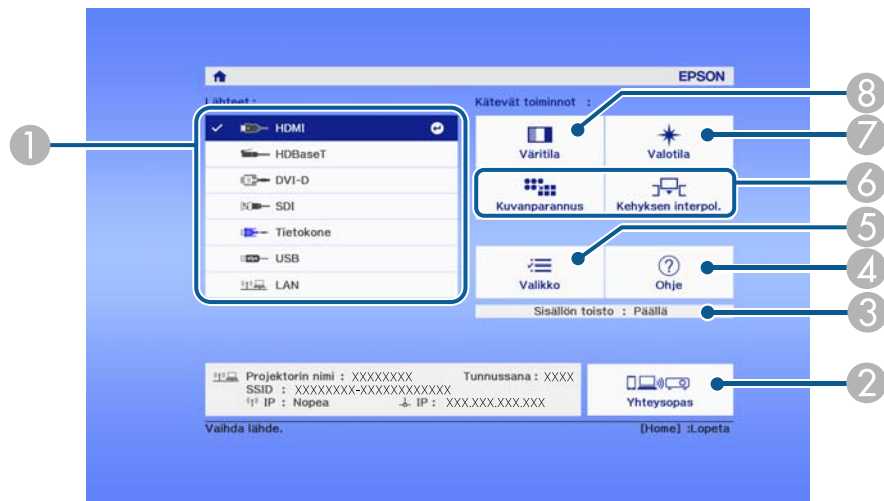 EPSON
Lähteet :
HDMI
HDBaseT
DVI-D
SDI
Tietokone
USB
LAN
Kätevät toiminnot :
Väritila
Valotila
Kuvanparannus
Kehyksen interpol.
Valikko
Ohje
Sisällön toisto : Päällä
Projektorin nimi : XXXXXXXX Tunnussana : XXXX
SSID : XXXXXXXX-XXXXXXXXXXXX
IP : Nopea IP : XXX.XXX.XXX.XXX
Yhteysopas
Vaihda lähde. [Home] :Lopeta
1
8
7
6
5
4
3
2